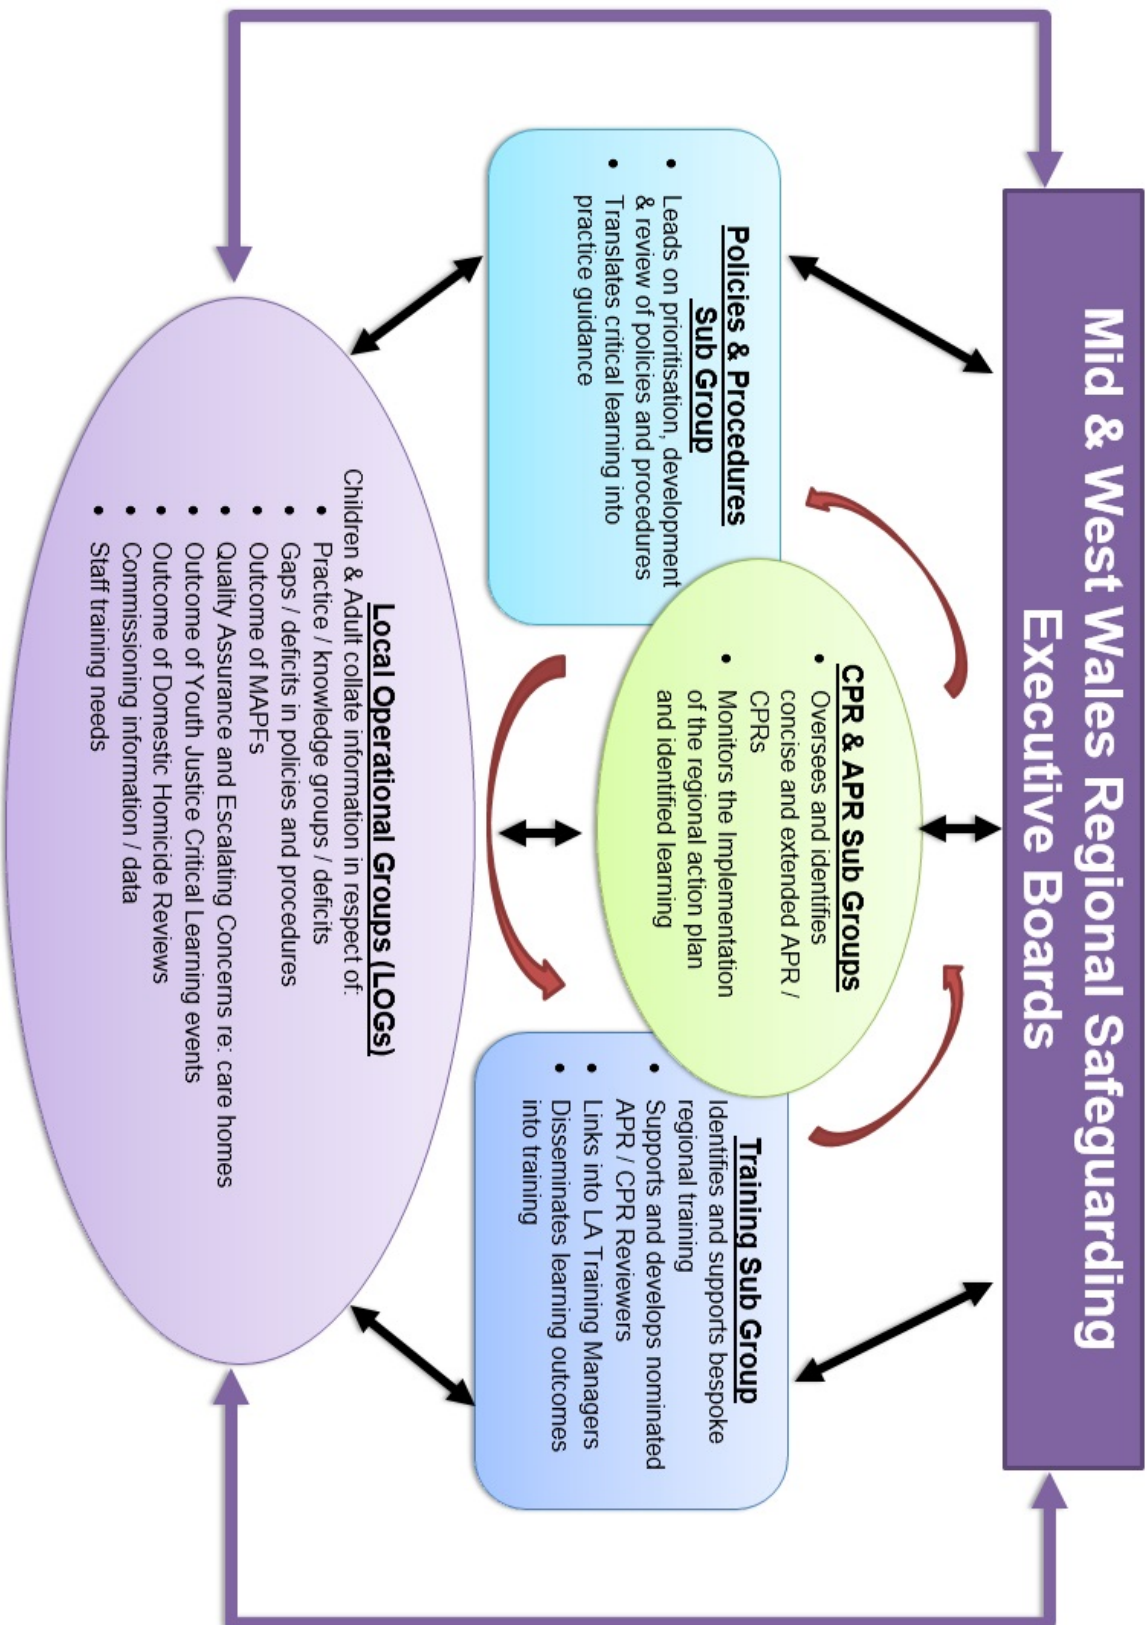 Mid & West Wales Regional Safeguarding
Executive Boards
Policies & Procedures
Sub Group
• Leads on prioritisation, development
& review of policies and procedures
• Translates critical learning into
practice guidance
CPR & APR Sub Groups
• Oversees and identifies
concise and extended APR /
CPRs
• Monitors the Implementation
of the regional action plan
and identified learning
Training Sub Group
Identifies and supports bespoke
regional training
• Supports and develops nominated
APR / CPR Reviewers
• Links into LA Training Managers
• Disseminates learning outcomes
into training
Local Operational Groups (LOGs)
Children & Adult collate information in respect of:
• Practice / knowledge groups / deficits
• Gaps / deficits in policies and procedures
• Outcome of MAPFs
• Quality Assurance and Escalating Concerns re: care homes
• Outcome of Youth Justice Critical Learning events
• Outcome of Domestic Homicide Reviews
• Commissioning information / data
• Staff training needs